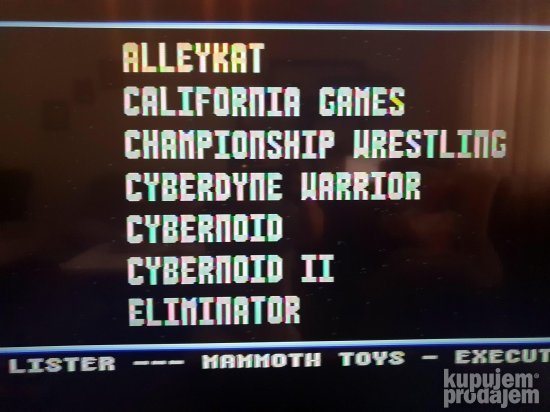 ALLEYKAT
CALIFORNIA GAMES
CHAMPIONSHIP WRESTLING
CYBERDYNE WARRIOR
CYBERNOID
CYBERNOID II
ELIMINATOR
LISTER --- MAMMOTH TOYS - EXECUT
kupujem®
prodajem